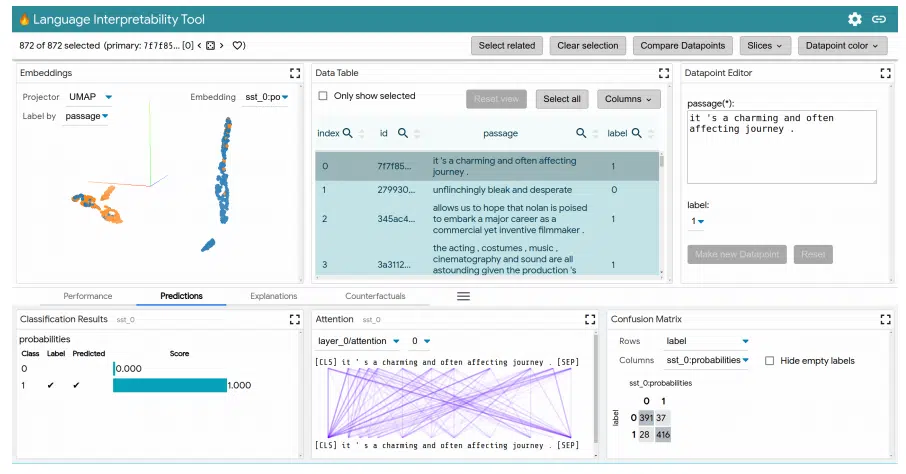 Language Interpretability Tool
872 of 872 selected (primary: 7f7f85... [0] < > )
Select related
Clear selection
Compare Datapoints
Slices
Datapoint color
Embeddings
Projector UMAP
Embedding sst_0:po
Label by passage
Data Table
Only show selected
Reset view
Select all
Columns
index id passage label
0 7f7f85... it 's a charming and often affecting 1
journey .
1 279930... unflinchingly bleak and desperate 0
allows us to hope that nolan is poised
2 345ac4... to embark a major career as a 1
commercial yet inventive filmmaker .
the acting , costumes , music ,
3 3a3112... cinematography and sound are all 1
astounding given the production 's
Datapoint Editor
passage(*):
it 's a charming and often
affecting journey .
label:
1
Make new Datapoint
Reset
Performance
Predictions
Explanations
Counterfactuals
Classification Results sst_0
probabilities
Class Label Predicted Score
0 0.000
1 ✔ ✔ 1.000
Attention sst_0
layer_0/attention 0
[CLS] it ' s a charming and often affecting journey . [SEP]
[CLS] it ' s a charming and often affecting journey . [SEP]
Confusion Matrix
Rows label
Columns sst_0:probabilities
Hide empty labels
sst_0:probabilities
0 1
label
0 391 37
1 28 416